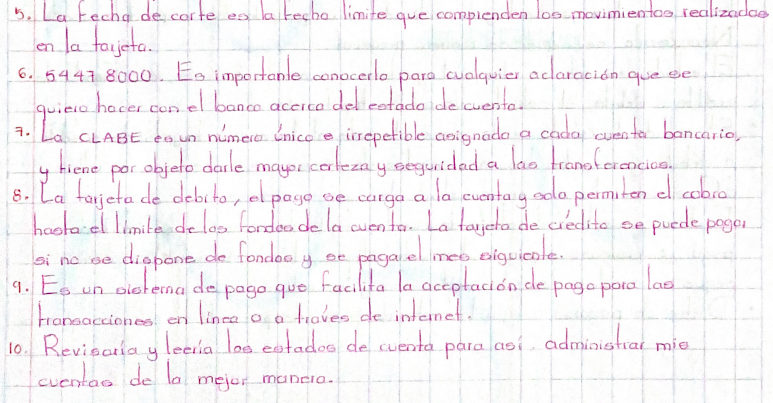 5. La fecha de corte es la fecha límite que comprenden los movimientos realizados
en la tarjeta.
6. 5447 8000. Es importante conocerlo para cualquier aclaración que se
quiera hacer con el banco acerca del estado de cuenta.
7. La CLABE es un número único e irrepetible asignado a cada cuenta bancaria,
y tiene por objeto darle mayor certeza y seguridad a las transferencias.
8. La tarjeta de debito, el pago se carga a la cuenta y solo permiten el cobro
hasta el límite de los fondos de la cuenta. La tarjeta de crédito se puede pagar
si no se dispone de fondos y se paga el mes siguiente.
9. Es un sistema de pago que facilita la aceptación de pago para las
transacciones en línea o a través de internet.
10. Revisaría y leería los estados de cuenta para así administrar mis
cuentas de la mejor manera.